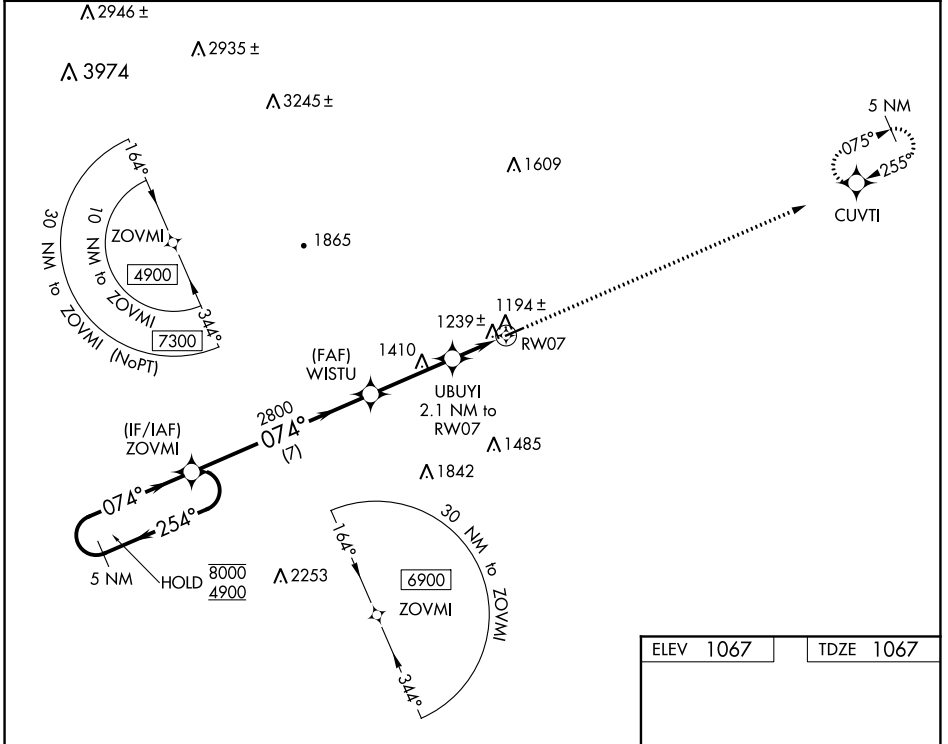 2946 ±
2935 ±
3974
3245 ±
5 NM
075°
255°
CUVTI
1609
164°
ZOVMI
4900
10 NM to ZOVMI
7300
30 NM to ZOVMI (NoPT)
344°
1865
1194 ±
1239 ±
RW07
1410
(FAF)
WISTU
UBUYI
2.1 NM to
RW07
2800
074°
(7)
(IF/IAF)
ZOVMI
1485
1842
074°
254°
5 NM
HOLD
8000
4900
2253
164°
30 NM to ZOVMI
6900
ZOVMI
344°
ELEV 1067
TDZE 1067